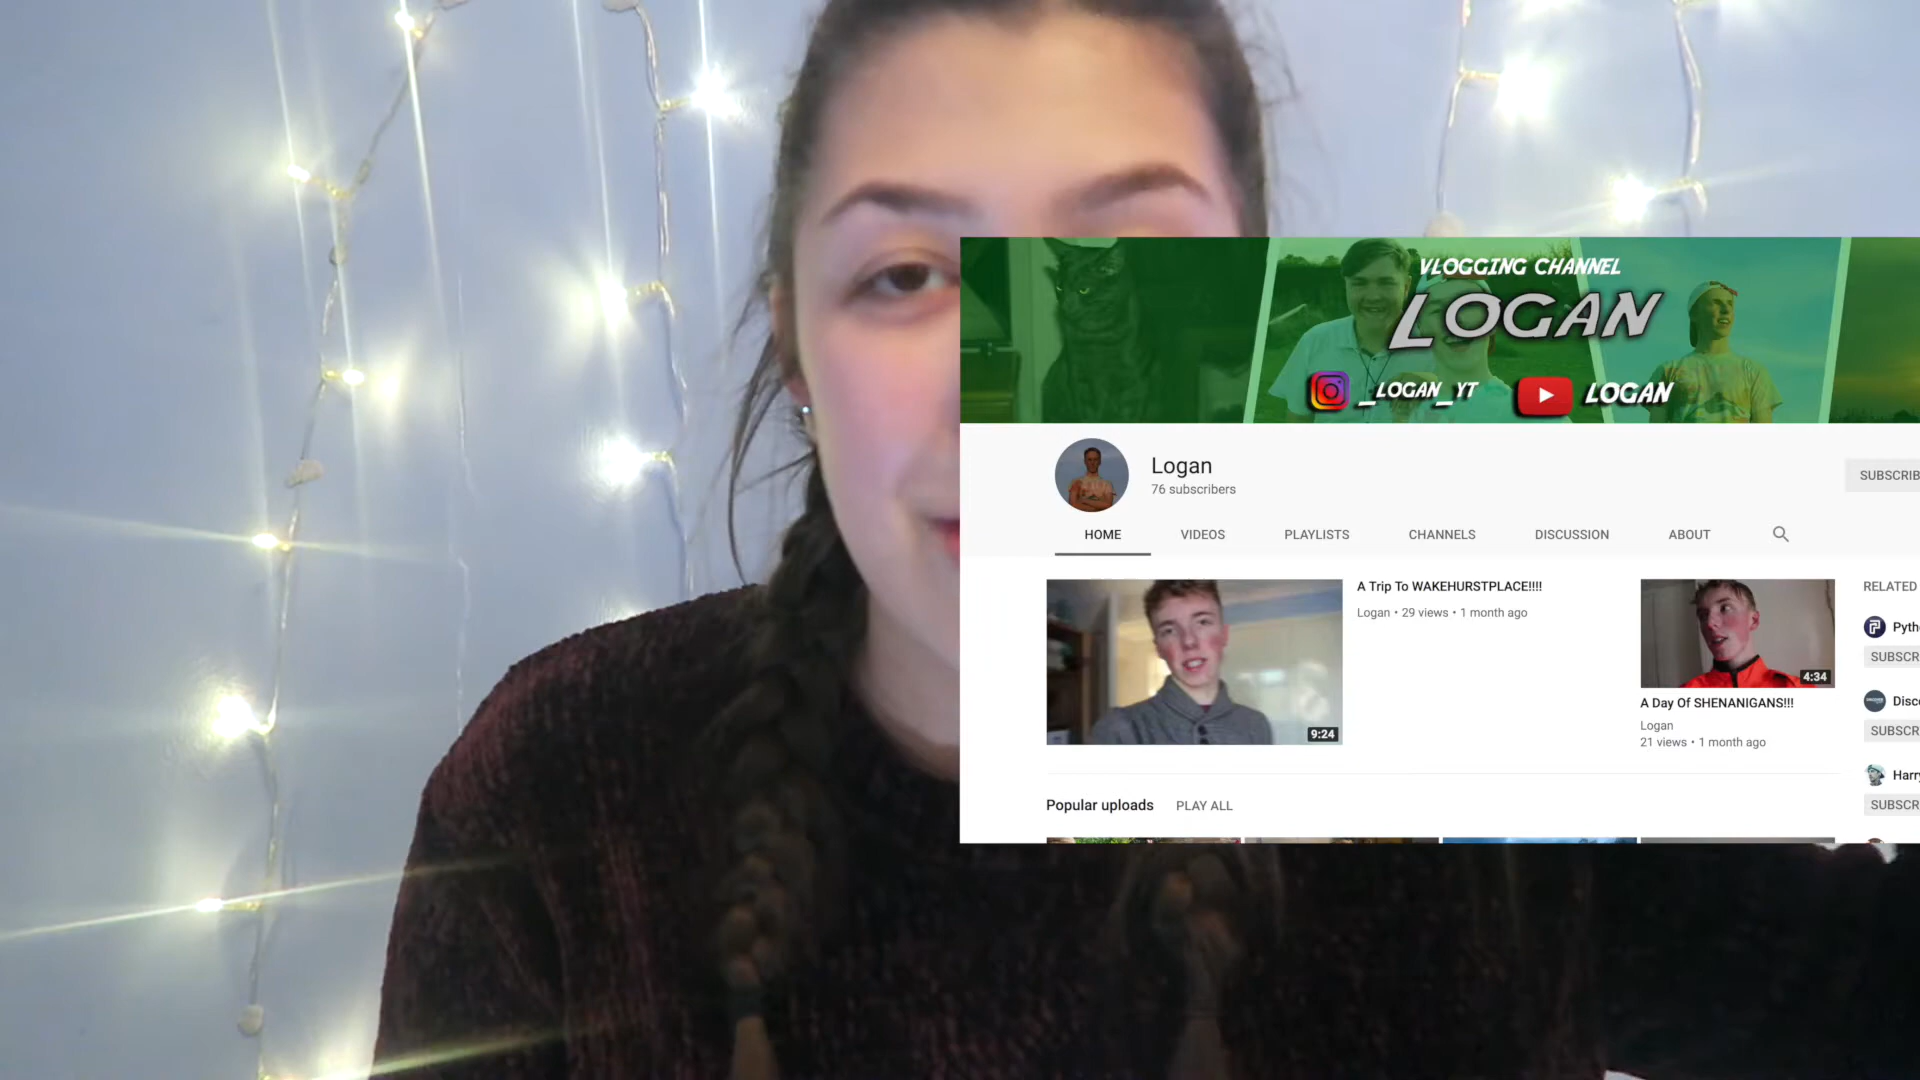 VLOGGING CHANNEL
LOGAN
_LOGAN_YT
LOGAN
Logan
76 subscribers
SUBSCRIB
HOME VIDEOS PLAYLISTS CHANNELS DISCUSSION ABOUT
A Trip To WAKEHURSTPLACE!!!!
Logan • 29 views • 1 month ago
9:24
4:34
A Day Of SHENANIGANS!!!
Logan
21 views • 1 month ago
RELATED
Pyth
SUBSCR
Disc
SUBSCR
Harry
SUBSCR
Popular uploads PLAY ALL